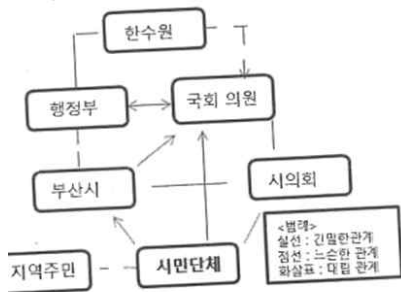 한수원
행정부
국회 의원
부산시
시의회
<범례>
실선 : 긴밀한관계
점선 : 느슨한 관계
화살표 : 대립 관계
지역주민
시민단체